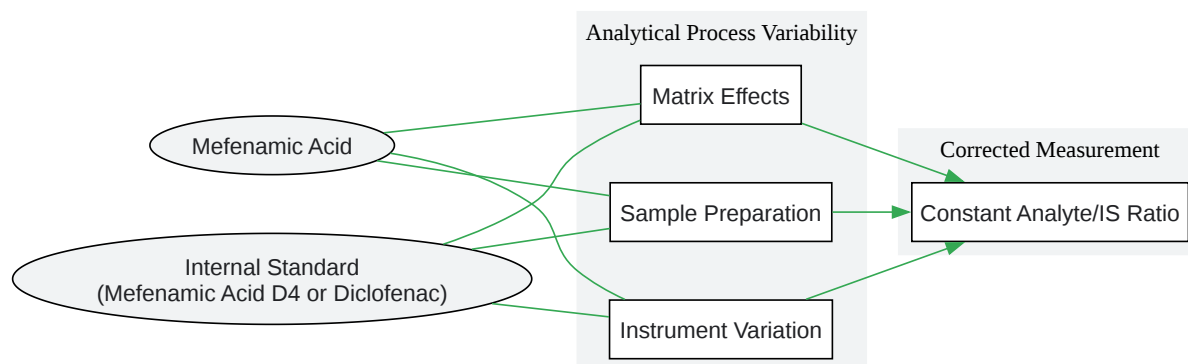 Analytical Process Variability
Matrix Effects
Mefenamic Acid
Corrected Measurement
Sample Preparation
Constant Analyte/IS Ratio
Internal Standard
(Mefenamic Acid D4 or Diclofenac)
Instrument Variation